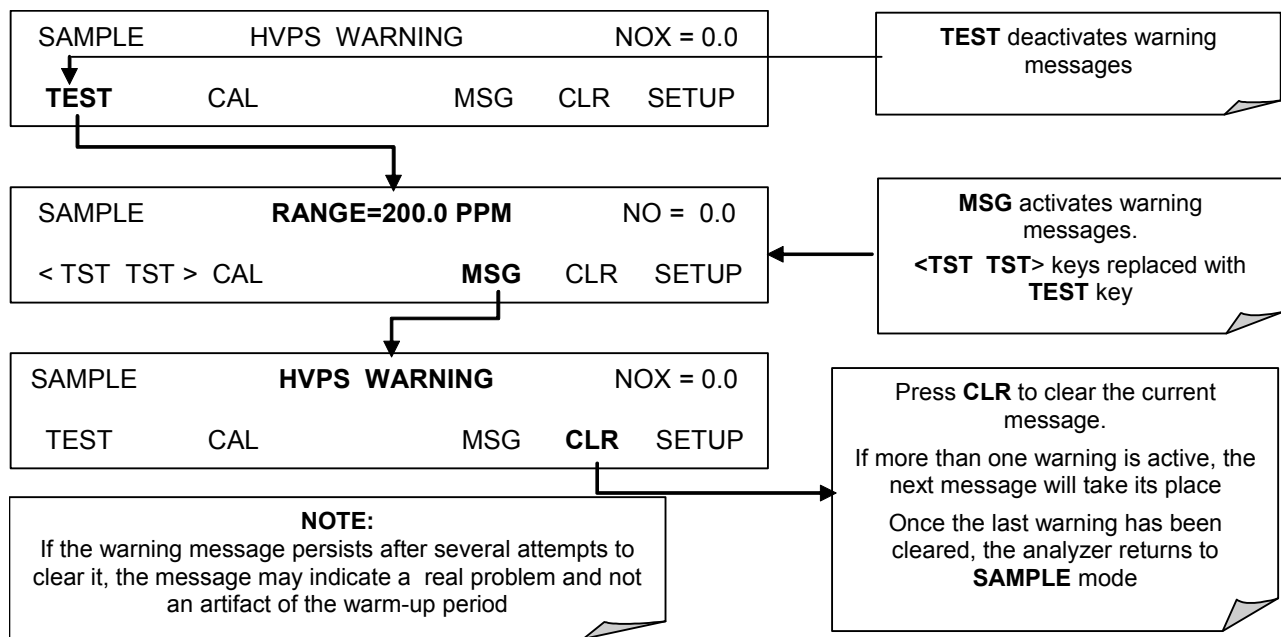 SAMPLE HVPS WARNING NOX = 0.0
TEST CAL MSG CLR SETUP
TEST deactivates warning
messages
SAMPLE RANGE=200.0 PPM NO = 0.0
< TST TST > CAL MSG CLR SETUP
MSG activates warning
messages.
<TST TST> keys replaced with
TEST key
SAMPLE HVPS WARNING NOX = 0.0
TEST CAL MSG CLR SETUP
Press CLR to clear the current
message.
If more than one warning is active, the
next message will take its place
Once the last warning has been
cleared, the analyzer returns to
SAMPLE mode
NOTE:
If the warning message persists after several attempts to
clear it, the message may indicate a real problem and not
an artifact of the warm-up period